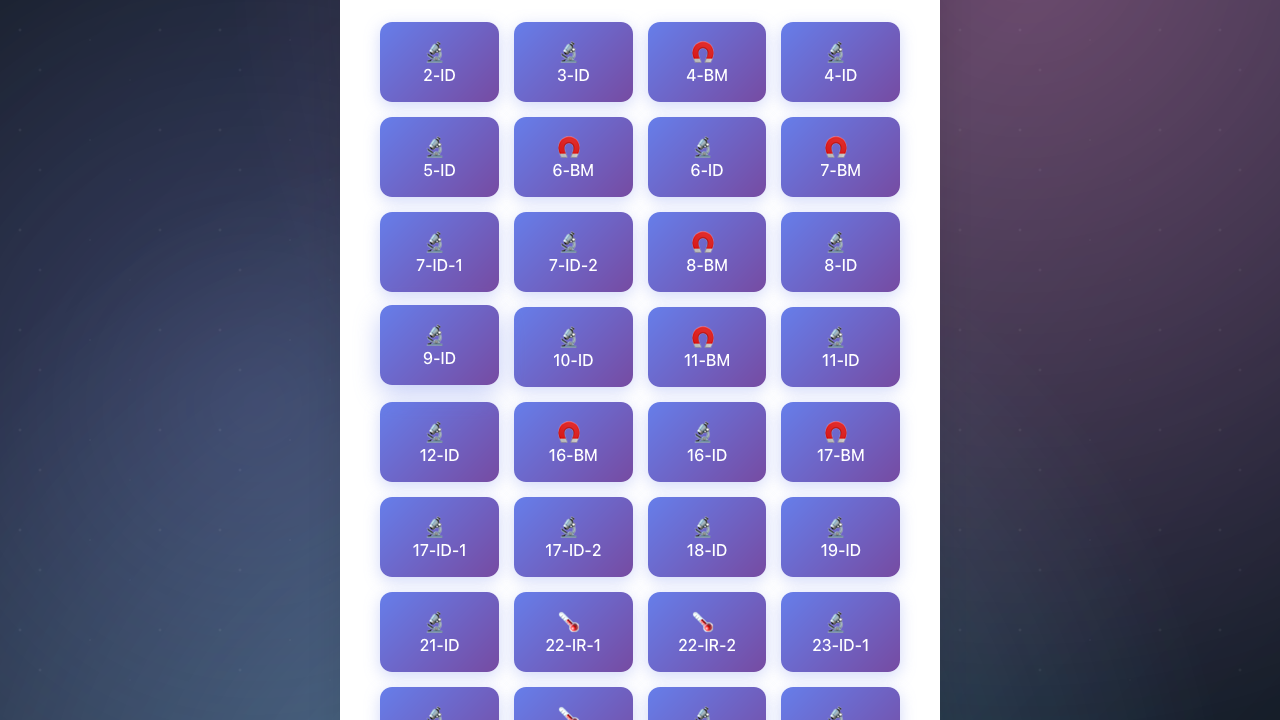 2-ID
3-ID
4-BM
4-ID
5-ID
6-BM
6-ID
7-BM
7-ID-1
7-ID-2
8-BM
8-ID
9-ID
10-ID
11-BM
11-ID
12-ID
16-BM
16-ID
17-BM
17-ID-1
17-ID-2
18-ID
19-ID
21-ID
22-IR-1
22-IR-2
23-ID-1